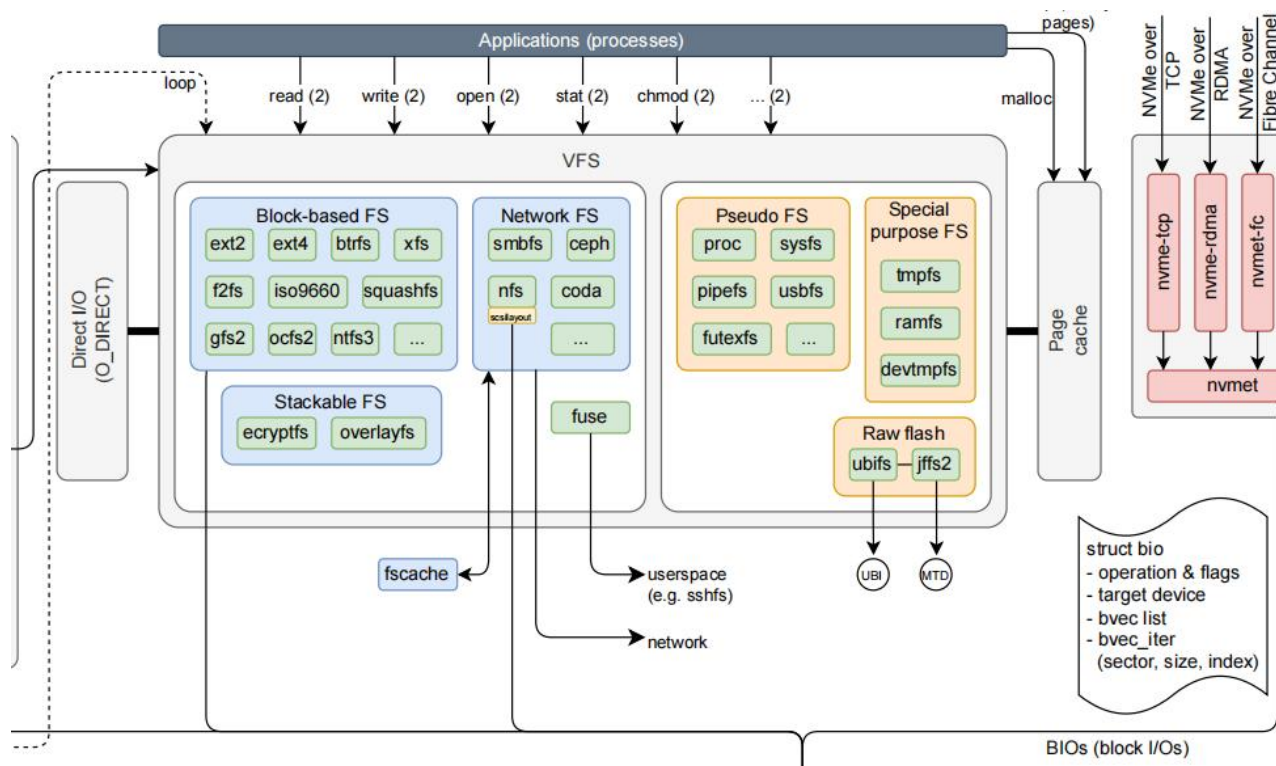 pages)
Applications (processes)
loop
read (2)
write (2)
open (2)
stat (2)
chmod (2)
... (2)
malloc
NVMe over
TCP
NVMe over
RDMA
NVMe over
Fibre Channel
VFS
Direct I/O
(O_DIRECT)
Block-based FS
ext2
ext4
btrfs
xfs
f2fs
iso9660
squashfs
gfs2
ocfs2
ntfs3
...
Network FS
smbfs
ceph
nfs
coda
scsilayout
...
Stackable FS
ecryptfs
overlayfs
fuse
Pseudo FS
proc
sysfs
pipefs
usbfs
futexfs
...
Special
purpose FS
tmpfs
ramfs
devtmpfs
Raw flash
ubifs
jffs2
Page
cache
nvme-tcp
nvme-rdma
nvmet-fc
nvmet
fscache
userspace
(e.g. sshfs)
network
UBI
MTD
struct bio
- operation & flags
- target device
- bvec list
- bvec_iter
(sector, size, index)
BIOs (block I/Os)